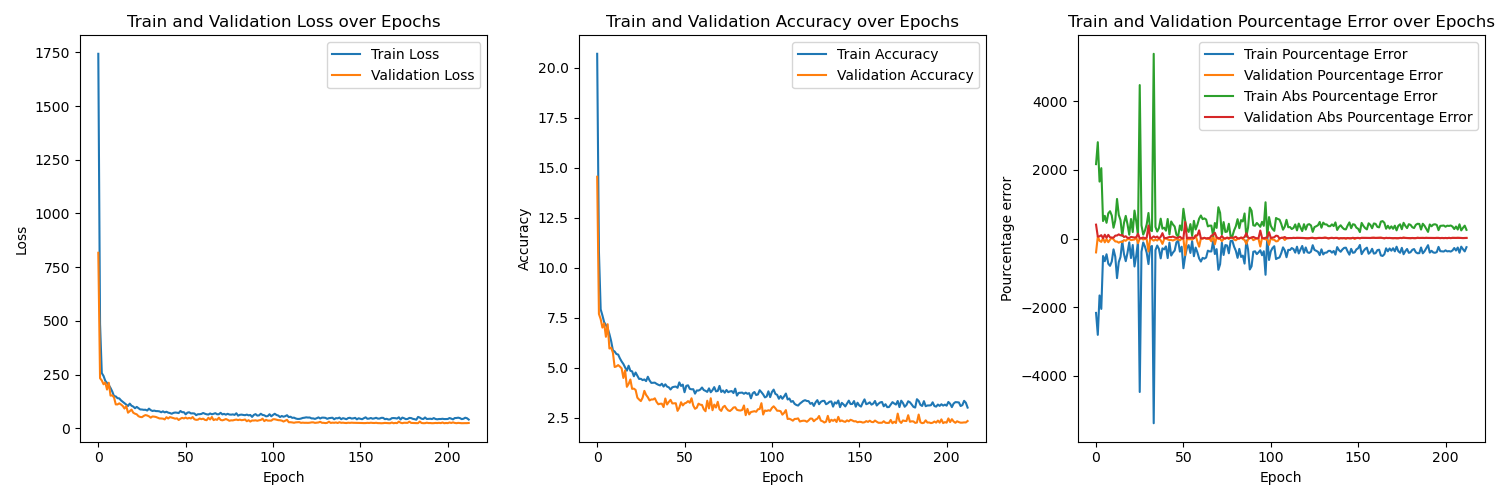 Train and Validation Loss over Epochs
Loss
1750
1500
1250
1000
750
500
250
0
Train Loss
Validation Loss
0
50
100
150
200
Epoch
Train and Validation Accuracy over Epochs
Accuracy
20.0
17.5
15.0
12.5
10.0
7.5
5.0
2.5
Train Accuracy
Validation Accuracy
0
50
100
150
200
Epoch
Train and Validation Pourcentage Error over Epochs
Pourcentage error
4000
2000
0
−2000
−4000
Train Pourcentage Error
Validation Pourcentage Error
Train Abs Pourcentage Error
Validation Abs Pourcentage Error
0
50
100
150
200
Epoch